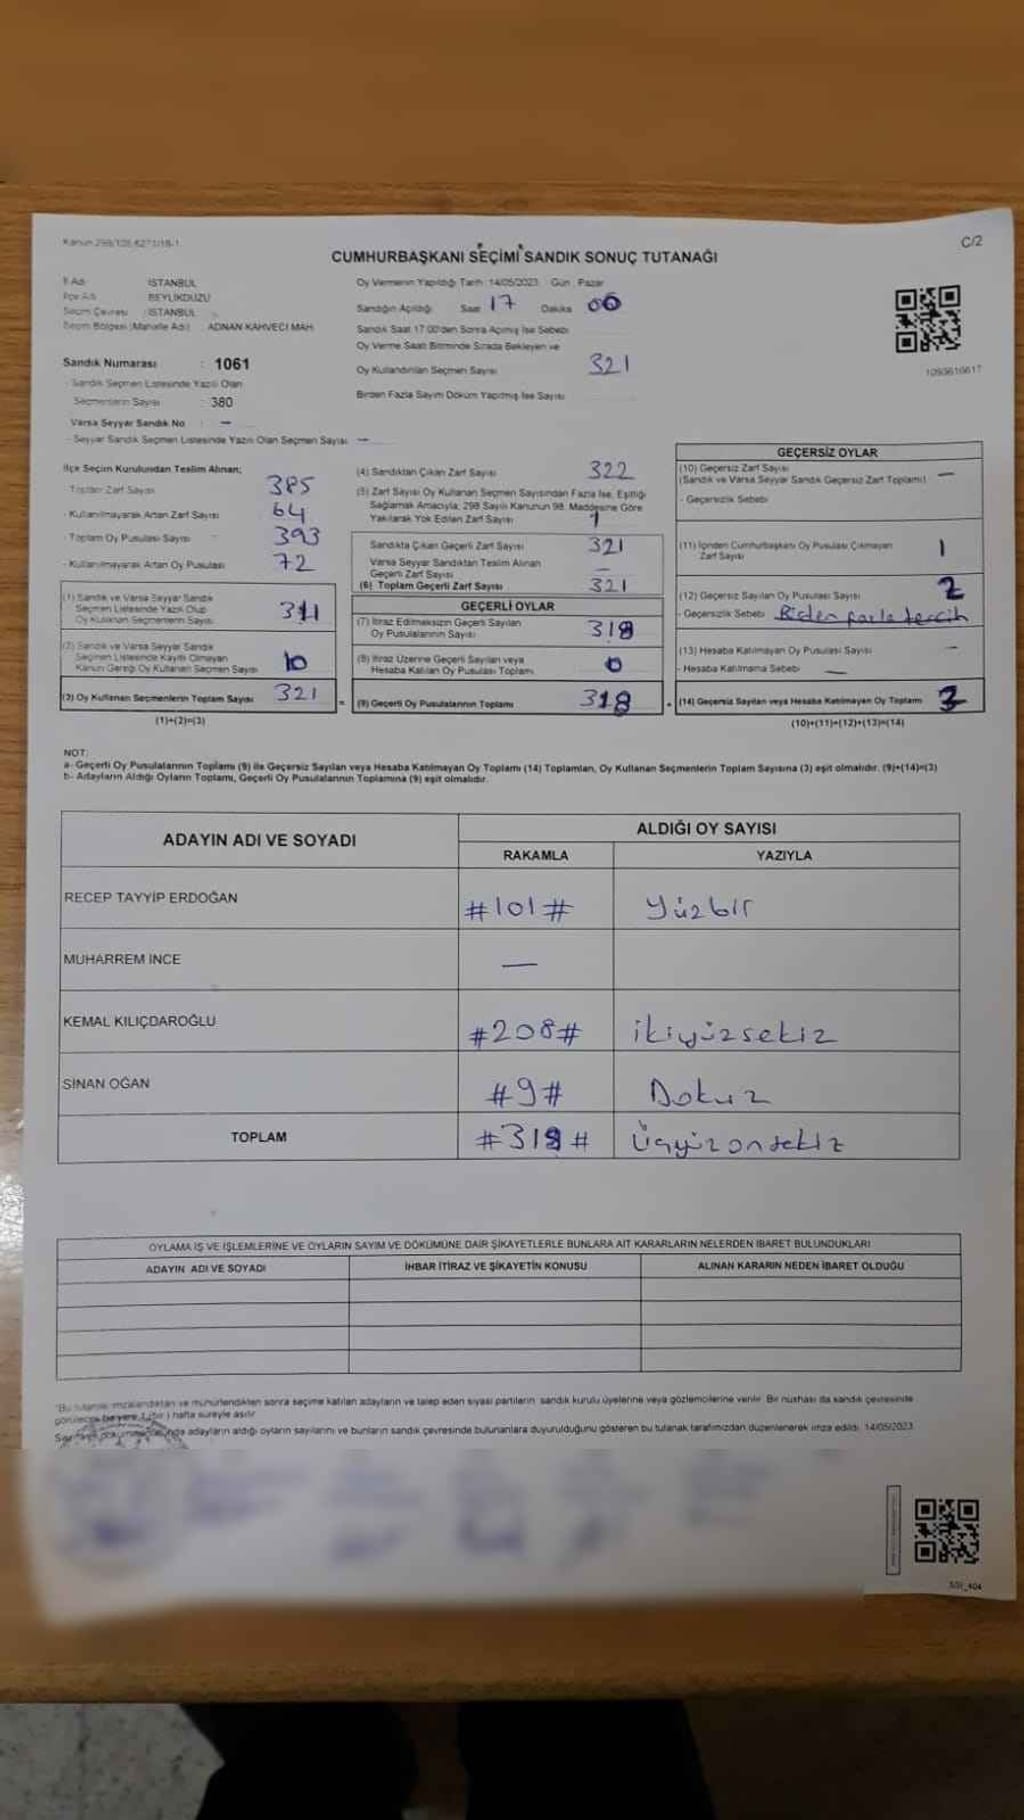 Kanun 298/105,6271/18-1
C/2
CUMHURBAŞKANI SEÇİMİ SANDIK SONUÇ TUTANAĞI
İl Adı İSTANBUL
İlçe Adı BEYLİKDÜZÜ
Seçim Çevresi İSTANBUL
Seçim Bölgesi (Mahalle Adı) : ADNAN KAHVECİ MAH.
Oy Vermenin Yapıldığı Tarih : 14/05/2023 Gün : Pazar
Sandığın Açıldığı Saat 17 Dakika 00
Sandık Saat 17:00'den Sonra Açılmış İse Sebebi
Oy Verme Saati Bitiminde Sırada Bekleyen ve
Oy Kullandırılan Seçmen Sayısı 321
Birden Fazla Sayım Döküm Yapılmış İse Sayısı
1093616617
Sandık Numarası : 1061
- Sandık Seçmen Listesinde Yazılı Olan
Seçmenlerin Sayısı : 380
Varsa Seyyar Sandık No : —
- Seyyar Sandık Seçmen Listesinde Yazılı Olan Seçmen Sayısı —
İlçe Seçim Kurulundan Teslim Alınan;
- Toplam Zarf Sayısı 385
- Kullanılmayarak Artan Zarf Sayısı 64
- Toplam Oy Pusulası Sayısı 393
- Kullanılmayarak Artan Oy Pusulası 72
(1) Sandık ve Varsa Seyyar Sandık
Seçmen Listesinde Yazılı Olup
Oy Kullanan Seçmenlerin Sayısı 311
(2) Sandık ve Varsa Seyyar Sandık
Seçmen Listesinde Kayıtlı Olmayan
Kanun Gereği Oy Kullanan Seçmen Sayısı 10
(3) Oy Kullanan Seçmenlerin Toplam Sayısı 321
(1)+(2)=(3)
(4) Sandıktan Çıkan Zarf Sayısı 322
(5) Zarf Sayısı Oy Kullanan Seçmen Sayısından Fazla İse, Eşitliği
Sağlamak Amacıyla; 298 Sayılı Kanunun 98. Maddesine Göre
Yakılarak Yok Edilen Zarf Sayısı 1
Sandıkta Çıkan Geçerli Zarf Sayısı 321
Varsa Seyyar Sandıktan Teslim Alınan
Geçerli Zarf Sayısı —
(6) Toplam Geçerli Zarf Sayısı 321
GEÇERLİ OYLAR
(7) İtiraz Edilmeksizin Geçerli Sayılan
Oy Pusulalarının Sayısı 318
(8) İtiraz Üzerine Geçerli Sayılan veya
Hesaba Katılan Oy Pusulası Toplamı 0
= (9) Geçerli Oy Pusulalarının Toplamı 318
GEÇERSİZ OYLAR
(10) Geçersiz Zarf Sayısı —
(Sandık ve Varsa Seyyar Sandık Geçersiz Zarf Toplamı)
- Geçersizlik Sebebi
(11) İçinden Cumhurbaşkanı Oy Pusulası Çıkmayan
Zarf Sayısı 1
(12) Geçersiz Sayılan Oy Pusulası Sayısı 2
- Geçersizlik Sebebi Birden fazla tercih
(13) Hesaba Katılmayan Oy Pusulası Sayısı —
- Hesaba Katılmama Sebebi —
+ (14) Geçersiz Sayılan veya Hesaba Katılmayan Oy Toplamı 3
(10)+(11)+(12)+(13)=(14)
NOT:
a- Geçerli Oy Pusulalarının Toplamı (9) ile Geçersiz Sayılan veya Hesaba Katılmayan Oy Toplamı (14) Toplamları, Oy Kullanan Seçmenlerin Toplam Sayısına (3) eşit olmalıdır. (9)+(14)=(3)
b- Adayların Aldığı Oyların Toplamı, Geçerli Oy Pusulalarının Toplamına (9) eşit olmalıdır.
ADAYIN ADI VE SOYADI
ALDIĞI OY SAYISI
RAKAMLA YAZIYLA
RECEP TAYYİP ERDOĞAN #101# Yüzbir
MUHARREM İNCE —
KEMAL KILIÇDAROĞLU #208# ikiyüzsekiz
SİNAN OĞAN #9# Dokuz
TOPLAM #318# Üçyüzonsekiz
OYLAMA İŞ VE İŞLEMLERİNE VE OYLARIN SAYIM VE DÖKÜMÜNE DAİR ŞİKAYETLERLE BUNLARA AİT KARARLARIN NELERDEN İBARET BULUNDUKLARI
ADAYIN ADI VE SOYADI İHBAR İTİRAZ VE ŞİKAYETİN KONUSU ALINAN KARARIN NEDEN İBARET OLDUĞU
*Bu tutanak imzalandıktan ve mühürlendikten sonra seçime katılan adayların ve talep eden siyasi partilerin sandık kurulu üyelerine veya gözlemcilerine verilir. Bir nüshası da sandık çevresinde
görülecek bir yere 1 (bir) hafta süreyle asılır.
adayların aldığı oyların sayılarını ve bunların sandık çevresinde bulunanlara duyurulduğunu gösteren bu tutanak tarafımızdan düzenlenerek imza edildi. 14/05/2023